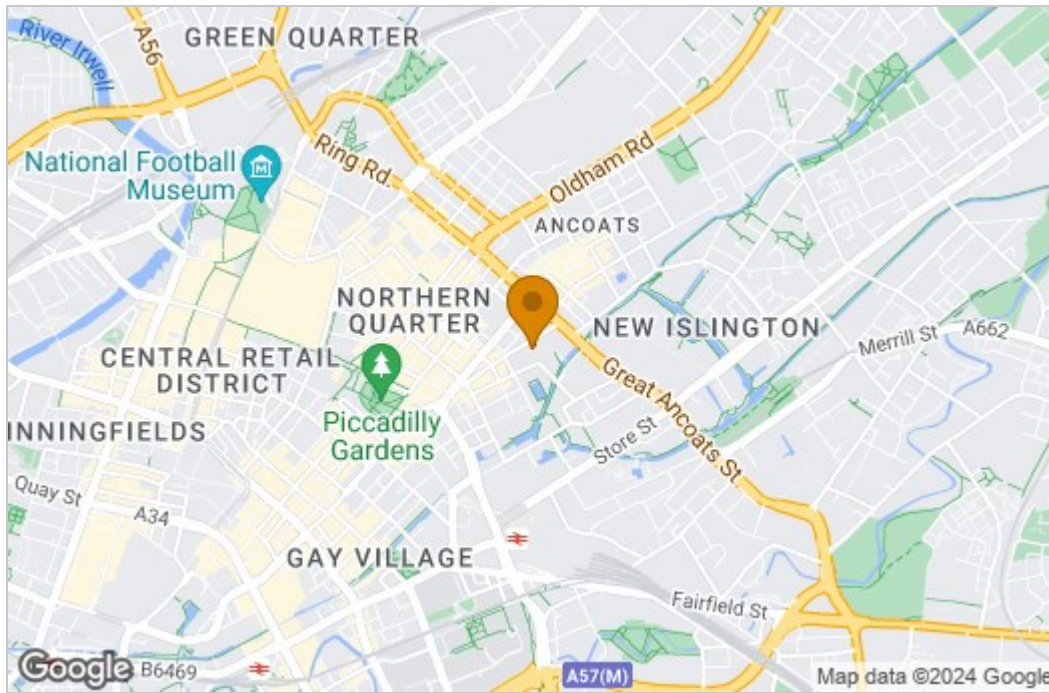 River Irwell
A56
GREEN QUARTER
National Football
Museum
Ring Rd.
Oldham Rd
ANCOATS
NORTHERN
QUARTER
NEW ISLINGTON
Merrill St
A662
CENTRAL RETAIL
DISTRICT
Great Ancoats St
INNINGFIELDS
Piccadilly
Gardens
Store St
Quay St
A34
GAY VILLAGE
Fairfield St
Google
B6469
A57(M)
Map data ©2024 Google